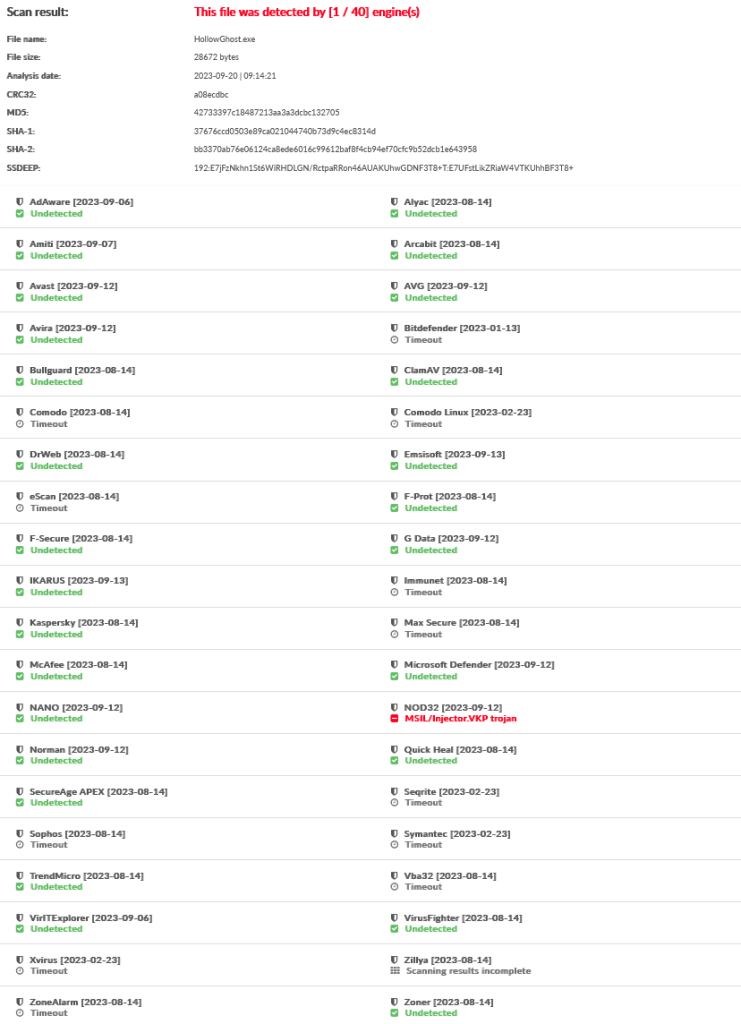 Scan result: This file was detected by [1 / 40] engine(s)
File name: HollowGhost.exe
File size: 28672 bytes
Analysis date: 2023-09-20 | 09:14:21
CRC32: a08ecdbc
MD5: 42733397c18487213aa3a3dcbc132705
SHA-1: 37676ccd0503e89ca021044740b73d9c4ec8314d
SHA-2: bb3370ab76e06124ca8ede6016c99612baf8f4cb94ef70cfc9b52dcb1e643958
SSDEEP: 192:E7jFzNkhn1St6WiRHDLGN/RctpaRRon46AUAKUhwGDNF3T8+T:E7UFstLikZRiaW4VTKUhhBF3T8+
AdAware [2023-09-06] Alyac [2023-08-14]
Undetected Undetected
Amiti [2023-09-07] Arcabit [2023-08-14]
Undetected Undetected
Avast [2023-09-12] AVG [2023-09-12]
Undetected Undetected
Avira [2023-09-12] Bitdefender [2023-01-13]
Undetected Timeout
Bullguard [2023-08-14] ClamAV [2023-08-14]
Undetected Undetected
Comodo [2023-08-14] Comodo Linux [2023-02-23]
Timeout Timeout
DrWeb [2023-08-14] Emsisoft [2023-09-13]
Undetected Undetected
eScan [2023-08-14] F-Prot [2023-08-14]
Timeout Undetected
F-Secure [2023-08-14] G Data [2023-09-12]
Undetected Undetected
IKARUS [2023-09-13] Immunet [2023-08-14]
Undetected Timeout
Kaspersky [2023-08-14] Max Secure [2023-08-14]
Undetected Timeout
McAfee [2023-08-14] Microsoft Defender [2023-09-12]
Undetected Undetected
NANO [2023-09-12] NOD32 [2023-09-12]
Undetected MSIL/Injector.VKP trojan
Norman [2023-09-12] Quick Heal [2023-08-14]
Undetected Undetected
SecureAge APEX [2023-08-14] Seqrite [2023-02-23]
Undetected Timeout
Sophos [2023-08-14] Symantec [2023-02-23]
Timeout Timeout
TrendMicro [2023-08-14] Vba32 [2023-08-14]
Undetected Timeout
VirITExplorer [2023-09-06] VirusFighter [2023-08-14]
Undetected Undetected
Xvirus [2023-02-23] Zillya [2023-08-14]
Timeout Scanning results incomplete
ZoneAlarm [2023-08-14] Zoner [2023-08-14]
Timeout Undetected